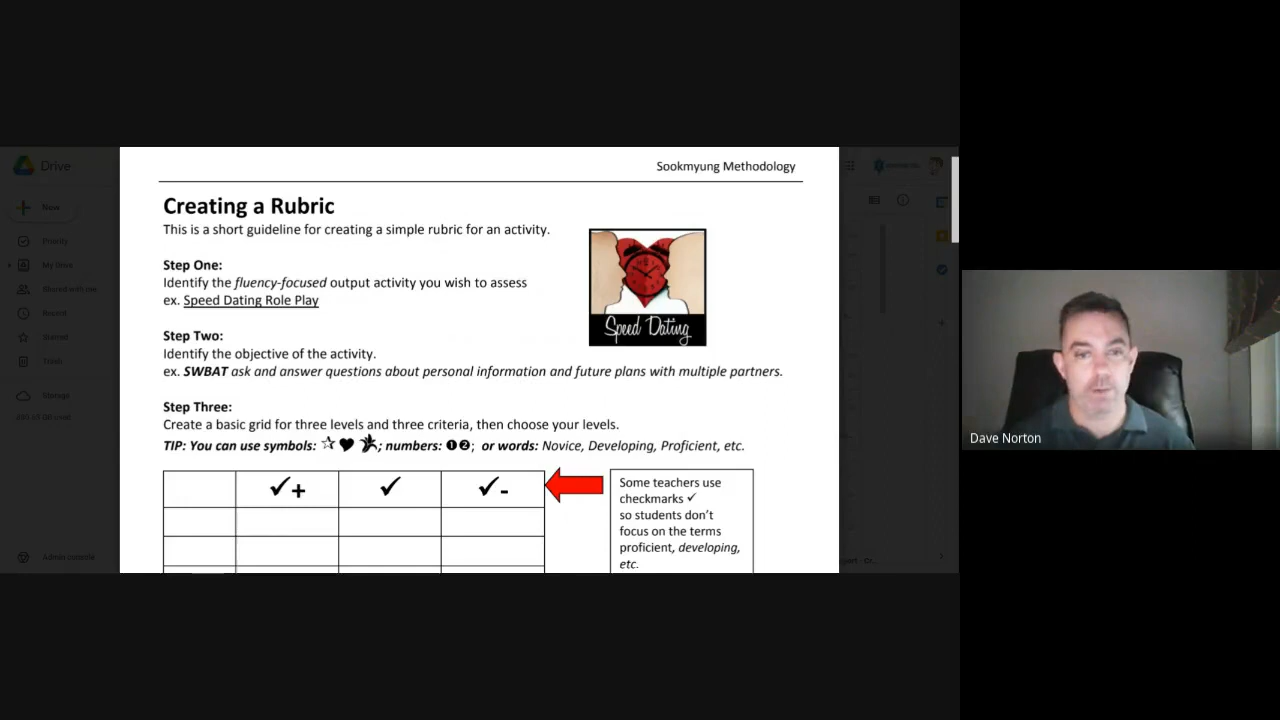 Sookmyung Methodology
Drive
Creating a Rubric
New
This is a short guideline for creating a simple rubric for an activity.
Priority
Step One:
My Drive
Identify the fluency-focused output activity you wish to assess
Shared with me
ex. Speed Dating Role Play
Recent
Starred
Speed Dating
Step Two:
Identify the objective of the activity.
Trash
ex. SWBAT ask and answer questions about personal information and future plans with multiple partners.
Storage
Step Three:
Create a basic grid for three levels and three criteria, then choose your levels.
TIP: You can use symbols: ☆ ♥ ; numbers: ❶❷; or words: Novice, Developing, Proficient, etc.
Dave Norton
✓+ ✓ ✓-
Some teachers use
checkmarks ✓
so students don't
focus on the terms
proficient, developing,
etc.
Admin console